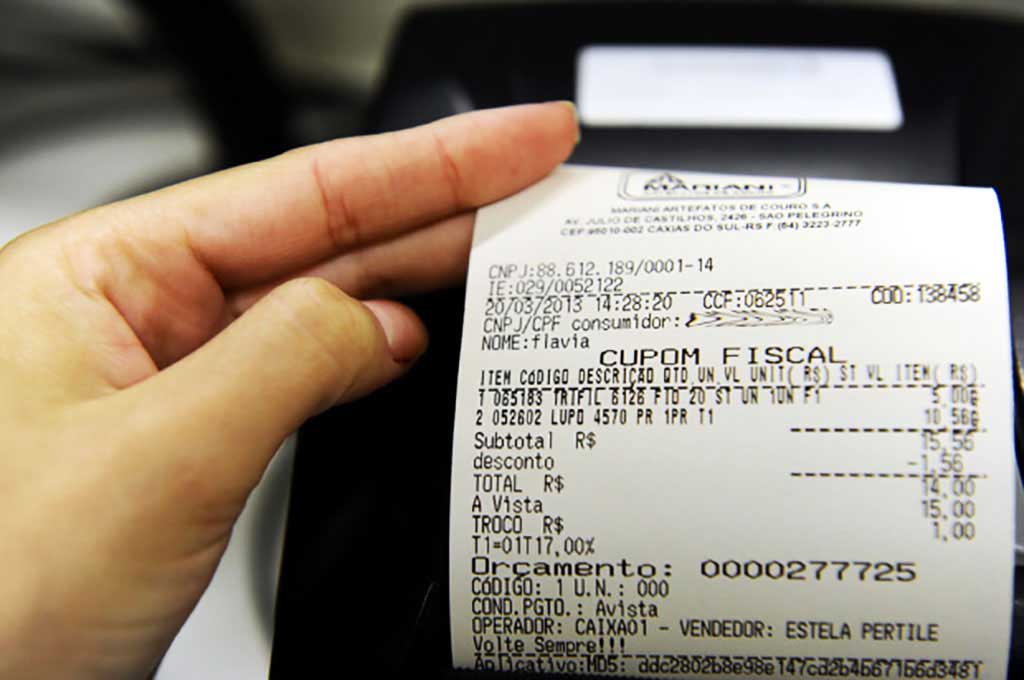 MARIANI
MARIANI ARTEFATOS DE COURO S.A
AV. JULIO DE CASTILHOS, 2426 - SAO PELEGRINO
CEP:95010-002 CAXIAS DO SUL-RS F (54) 3223-2777
CNPJ:88.612.189/0001-14
IE:029/0052122
20/03/2013 14:28:20 CCF:062511 COO:138458
CNPJ/CPF consumidor:
NOME:flavia
CUPOM FISCAL
ITEM CÓDIGO DESCRIÇÃO QTD UN VL UNIT( R$) ST VL ITEM( R$)
1 065183 TRIFIL 6126 FIO 20 ST UN 1UN F1 5,00
2 052602 LUPO 4570 PR 1PR T1 10,56
Subtotal R$ 15,56
desconto -1,56
TOTAL R$ 14,00
A Vista 15,00
TROCO R$ 1,00
T1=01T17,00%
Orcamento: 0000277725
CÓDIGO: 1 U.N.: 000
COND.PGTO.: Avista
OPERADOR: CAIXA01 - VENDEDOR: ESTELA PERTILE
Volte Sempre!!!
Aplicativo:MD5: